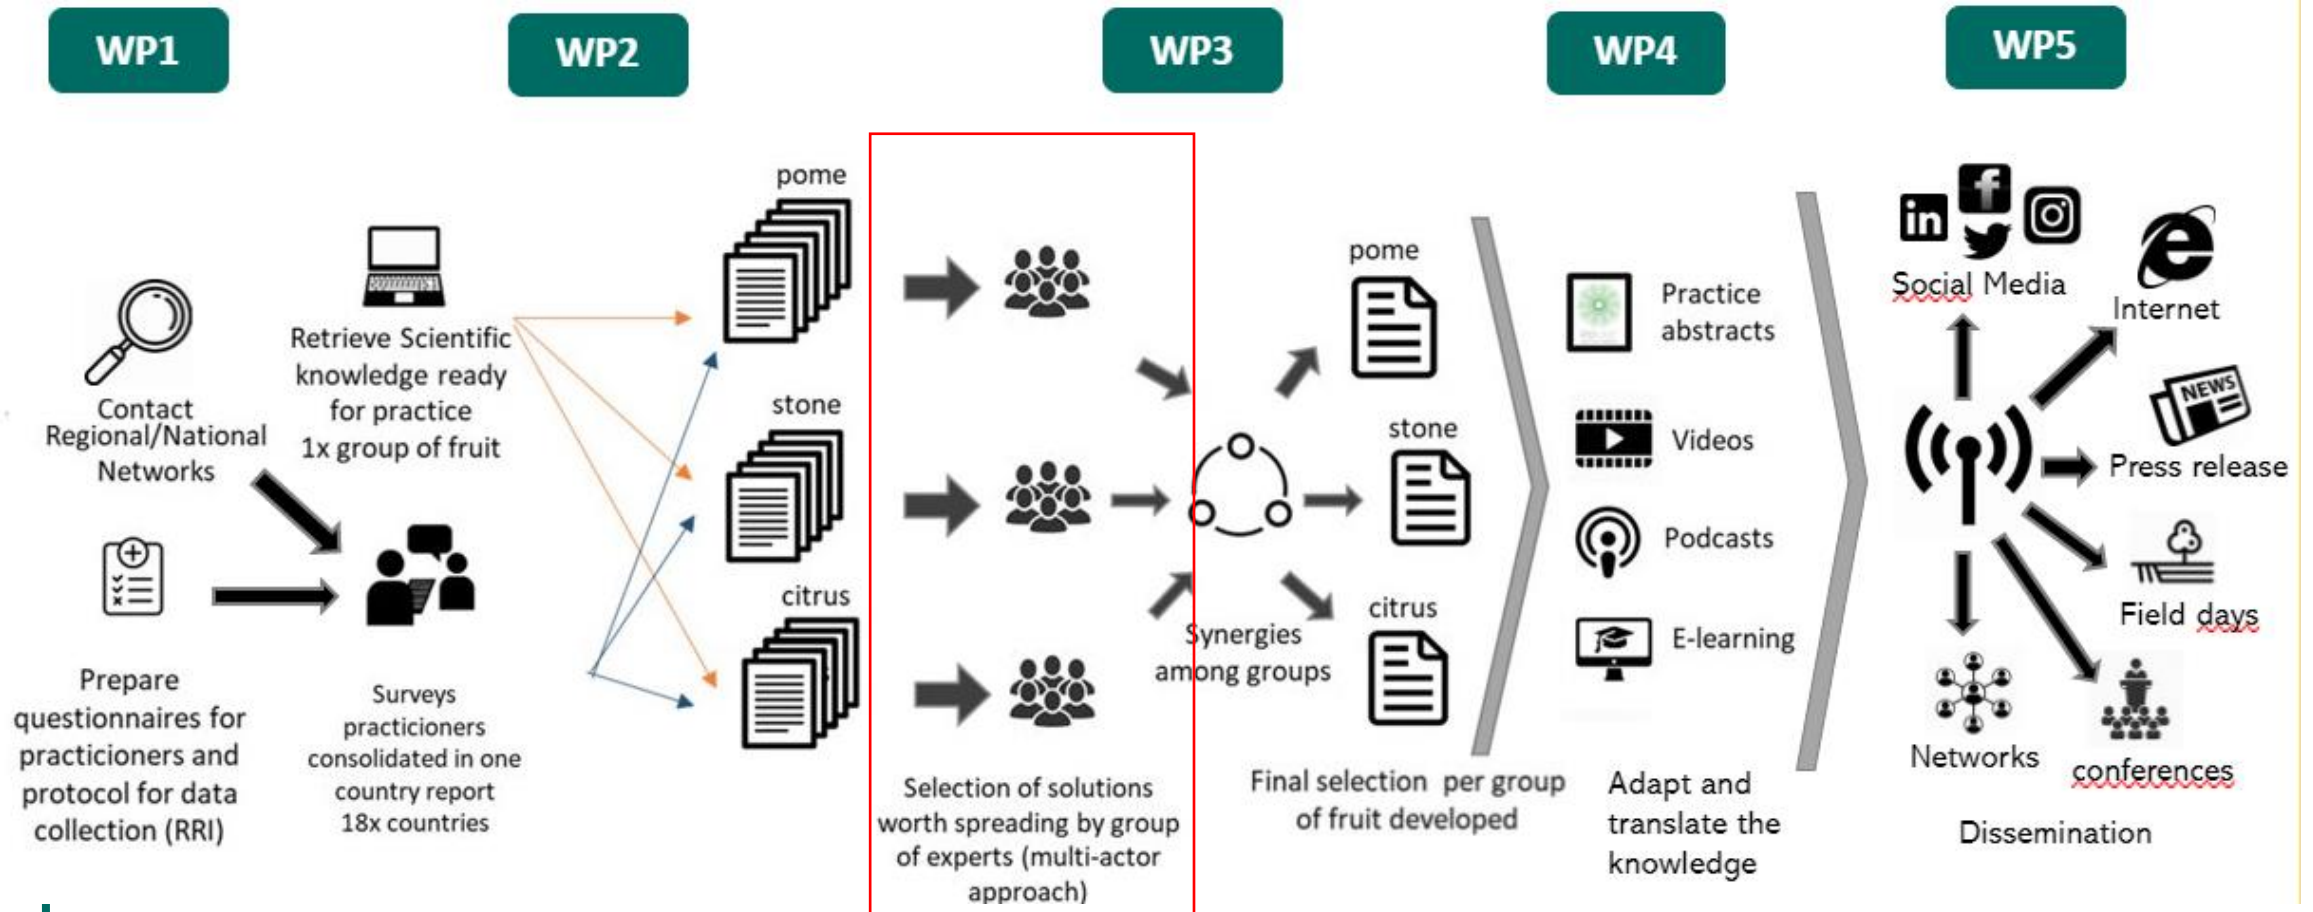 WP1
WP2
WP3
WP4
WP5
Contact
Regional/National
Networks
Prepare
questionnaires for
practicioners and
protocol for data
collection (RRI)
Retrieve Scientific
knowledge ready
for practice
1x group of fruit
Surveys
practicioners
consolidated in one
country report
18x countries
pome
stone
citrus
Selection of solutions
worth spreading by group
of experts (multi-actor
approach)
Synergies
among groups
pome
stone
citrus
Final selection per group
of fruit developed
Practice
abstracts
Videos
Podcasts
E-learning
Adapt and
translate the
knowledge
in
f
Social Media
e
Internet
NEWS
Press release
Field days
Networks
conferences
Dissemination